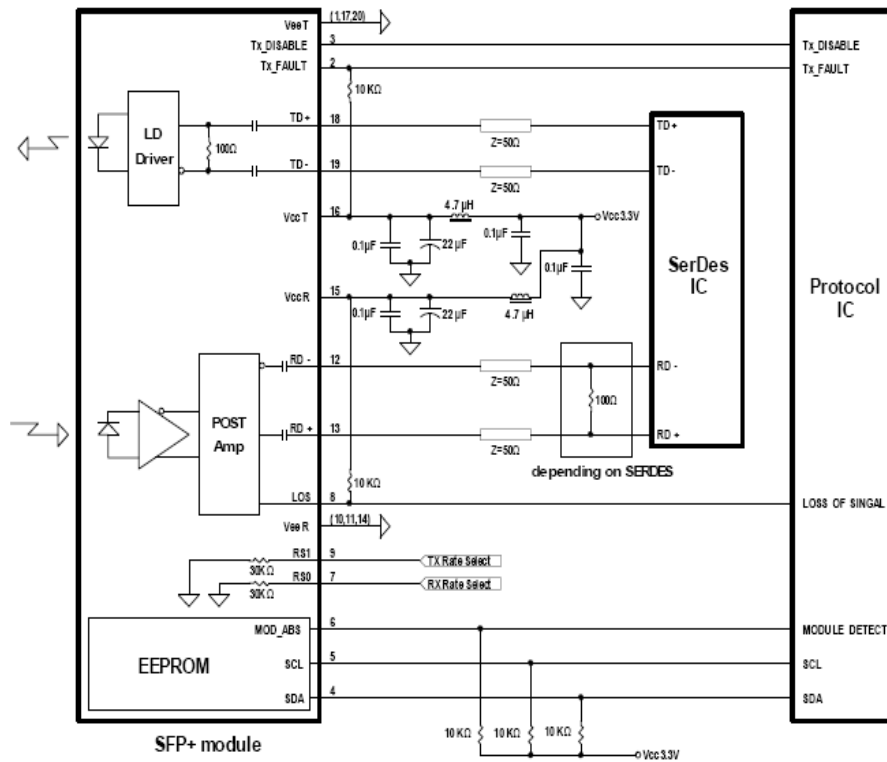 VeeT (1,17,20)
Tx_DISABLE 3 Tx_DISABLE
Tx_FAULT 2 Tx_FAULT
10 KΩ
LD
Driver
100Ω
TD+ 18 TD+
Z=50Ω
TD- 19 TD-
Z=50Ω
VccT 16
4.7 µH
Vcc3.3V
0.1µF
22 µF
0.1µF
0.1µF
SerDes
IC
Protocol
IC
VccR 15
0.1µF
22 µF
4.7 µH
RD - 12 RD -
Z=50Ω
100Ω
POST
Amp
RD + 13 RD +
Z=50Ω
depending on SERDES
10 KΩ
LOS 8 LOSS OF SINGAL
VeeR (10,11,14)
RS1 9 TX Rate Select
30KΩ
RS0 7 RX Rate Select
30KΩ
EEPROM
MOD_ABS 6 MODULE DETECT
SCL 5 SCL
SDA 4 SDA
10 KΩ 10 KΩ 10 KΩ
Vcc3.3V
SFP+ module